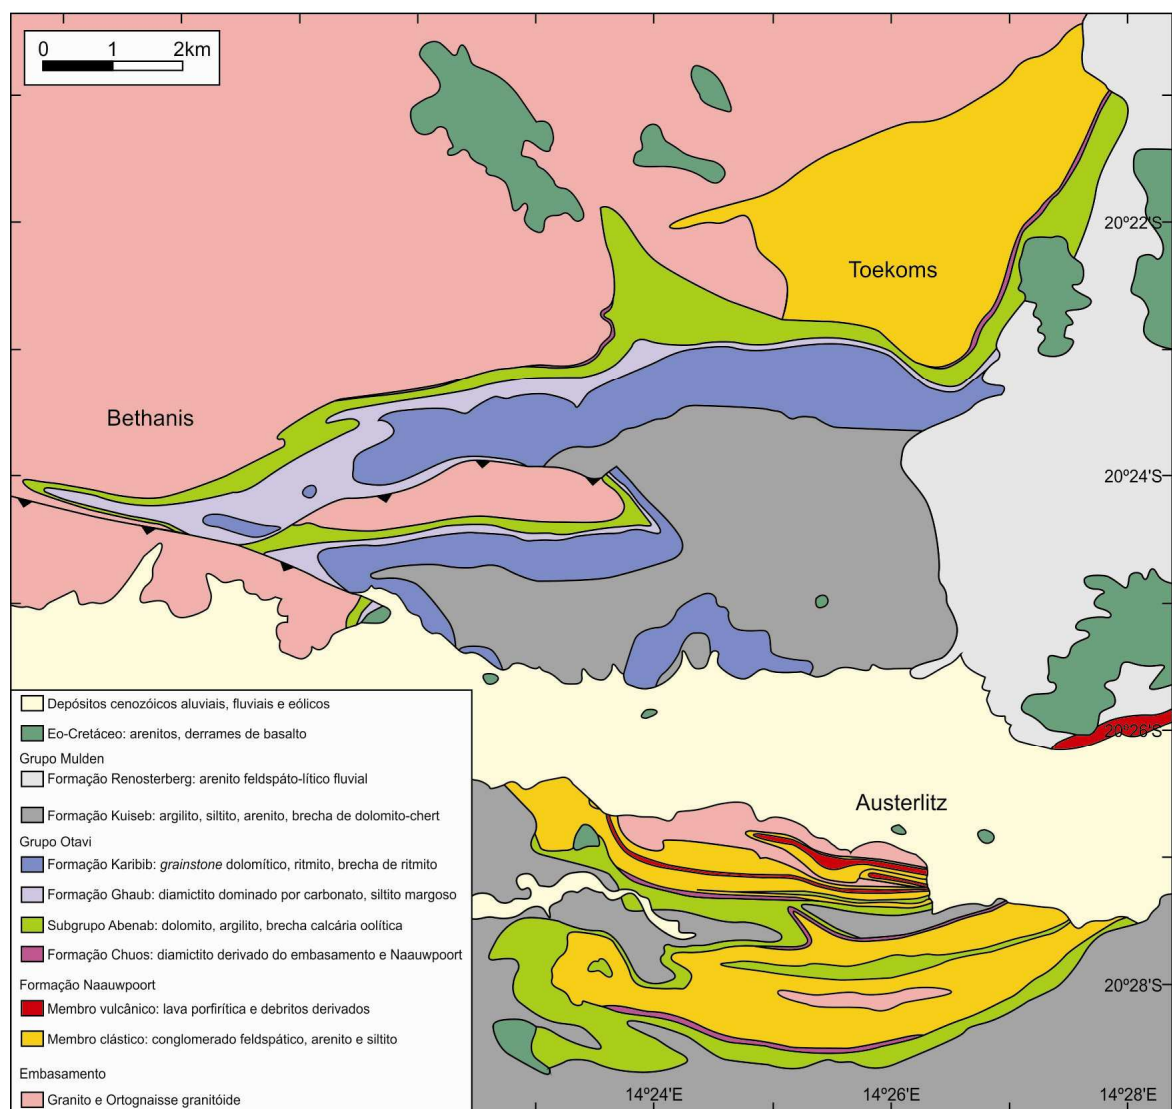 0 1 2km
Toekoms
Bethanis
Austerlitz
20º22'S
20º24'S
20º26'S
20º28'S
14º24'E 14º26'E 14º28'E
Depósitos cenozóicos aluviais, fluviais e eólicos
Eo-Cretáceo: arenitos, derrames de basalto
Grupo Mulden
Formação Renosterberg: arenito feldspáto-lítico fluvial
Formação Kuiseb: argilito, siltito, arenito, brecha de dolomito-chert
Grupo Otavi
Formação Karibib: grainstone dolomítico, ritmito, brecha de ritmito
Formação Ghaub: diamictito dominado por carbonato, siltito margoso
Subgrupo Abenab: dolomito, argilito, brecha calcária oolítica
Formação Chuos: diamictito derivado do embasamento e Naauwpoort
Formação Naauwpoort
Membro vulcânico: lava porfirítica e debritos derivados
Membro clástico: conglomerado feldspático, arenito e siltito
Embasamento
Granito e Ortognaisse granitóide